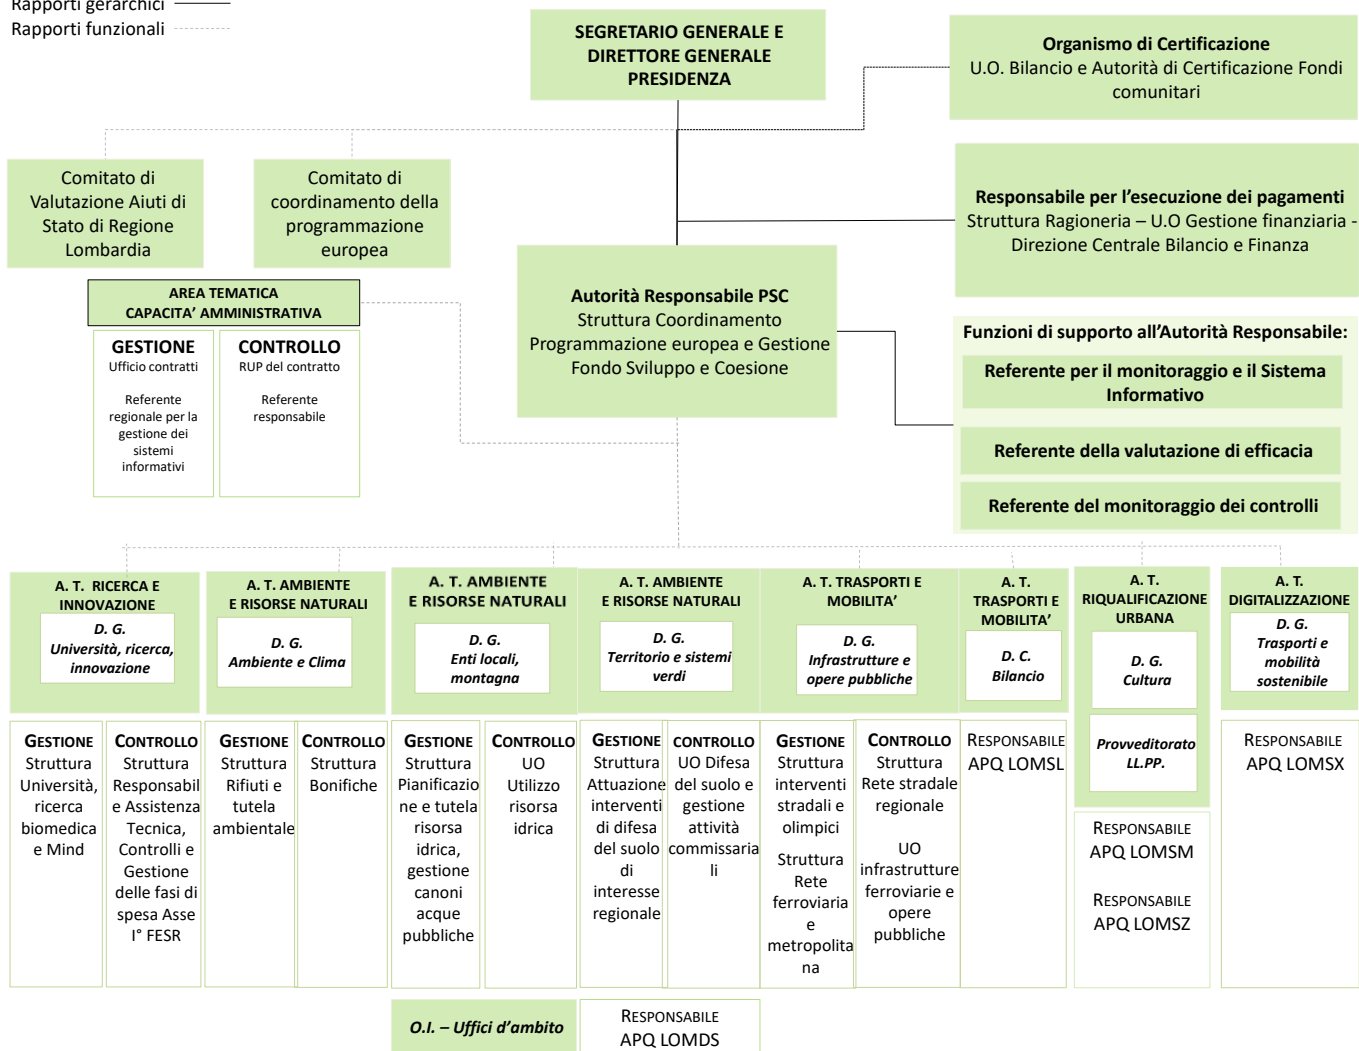 Rapporti gerarchici
Rapporti funzionali
SEGRETARIO GENERALE E
DIRETTORE GENERALE
PRESIDENZA
Organismo di Certificazione
U.O. Bilancio e Autorità di Certificazione Fondi
comunitari
Comitato di
Valutazione Aiuti di
Stato di Regione
Lombardia
Comitato di
coordinamento della
programmazione
europea
Responsabile per l'esecuzione dei pagamenti
Struttura Ragioneria – U.O Gestione finanziaria -
Direzione Centrale Bilancio e Finanza
AREA TEMATICA
CAPACITA' AMMINISTRATIVA
GESTIONE
Ufficio contratti
Referente
regionale per la
gestione dei
sistemi
informativi
CONTROLLO
RUP del contratto
Referente
responsabile
Autorità Responsabile PSC
Struttura Coordinamento
Programmazione europea e Gestione
Fondo Sviluppo e Coesione
Funzioni di supporto all'Autorità Responsabile:
Referente per il monitoraggio e il Sistema
Informativo
Referente della valutazione di efficacia
Referente del monitoraggio dei controlli
A. T. RICERCA E
INNOVAZIONE
D. G.
Università, ricerca,
innovazione
GESTIONE
Struttura
Università,
ricerca
biomedica
e Mind
CONTROLLO
Struttura
Responsabil
e Assistenza
Tecnica,
Controlli e
Gestione
delle fasi di
spesa Asse
I° FESR
A. T. AMBIENTE
E RISORSE NATURALI
D. G.
Ambiente e Clima
GESTIONE
Struttura
Rifiuti e
tutela
ambientale
CONTROLLO
Struttura
Bonifiche
A. T. AMBIENTE
E RISORSE NATURALI
D. G.
Enti locali,
montagna
GESTIONE
Struttura
Pianificazio
ne e tutela
risorsa
idrica,
gestione
canoni
acque
pubbliche
CONTROLLO
UO
Utilizzo
risorsa
idrica
A. T. AMBIENTE
E RISORSE NATURALI
D. G.
Territorio e sistemi
verdi
GESTIONE
Struttura
Attuazione
interventi
di difesa
del suolo
di
interesse
regionale
CONTROLLO
UO Difesa
del suolo e
gestione
attività
commissaria
li
A. T. TRASPORTI E
MOBILITA'
D. G.
Infrastrutture e
opere pubbliche
GESTIONE
Struttura
interventi
stradali e
olimpici
Struttura
Rete
ferroviaria
e
metropolita
na
CONTROLLO
Struttura
Rete stradale
regionale
UO
infrastrutture
ferroviarie e
opere
pubbliche
A. T.
TRASPORTI E
MOBILITA'
D. C.
Bilancio
RESPONSABILE
APQ LOMSL
A. T.
RIQUALIFICAZIONE
URBANA
D. G.
Cultura
Provveditorato
LL.PP.
RESPONSABILE
APQ LOMSM
RESPONSABILE
APQ LOMSZ
A. T.
DIGITALIZZAZIONE
D. G.
Trasporti e
mobilità
sostenibile
RESPONSABILE
APQ LOMSX
O.I. – Uffici d'ambito
RESPONSABILE
APQ LOMDS